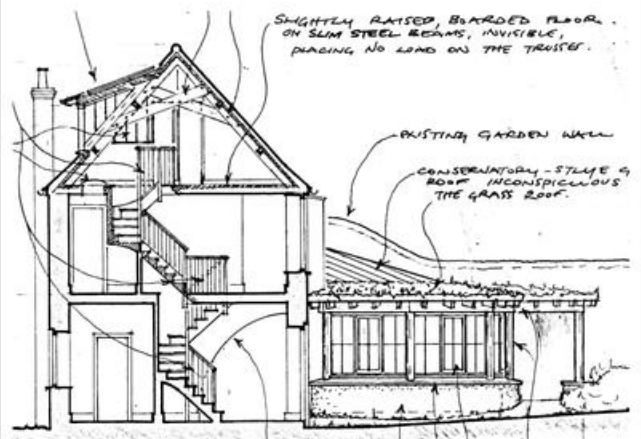 SLIGHTLY RAISED, BOARDED FLOOR.
ON SLIM STEEL BEAMS, INVISIBLE,
PLACING NO LOAD ON THE TRUSSES.
EXISTING GARDEN WALL
CONSERVATORY-STLYE G
ROOF INCONSPICUOUS
THE GRASS ROOF.